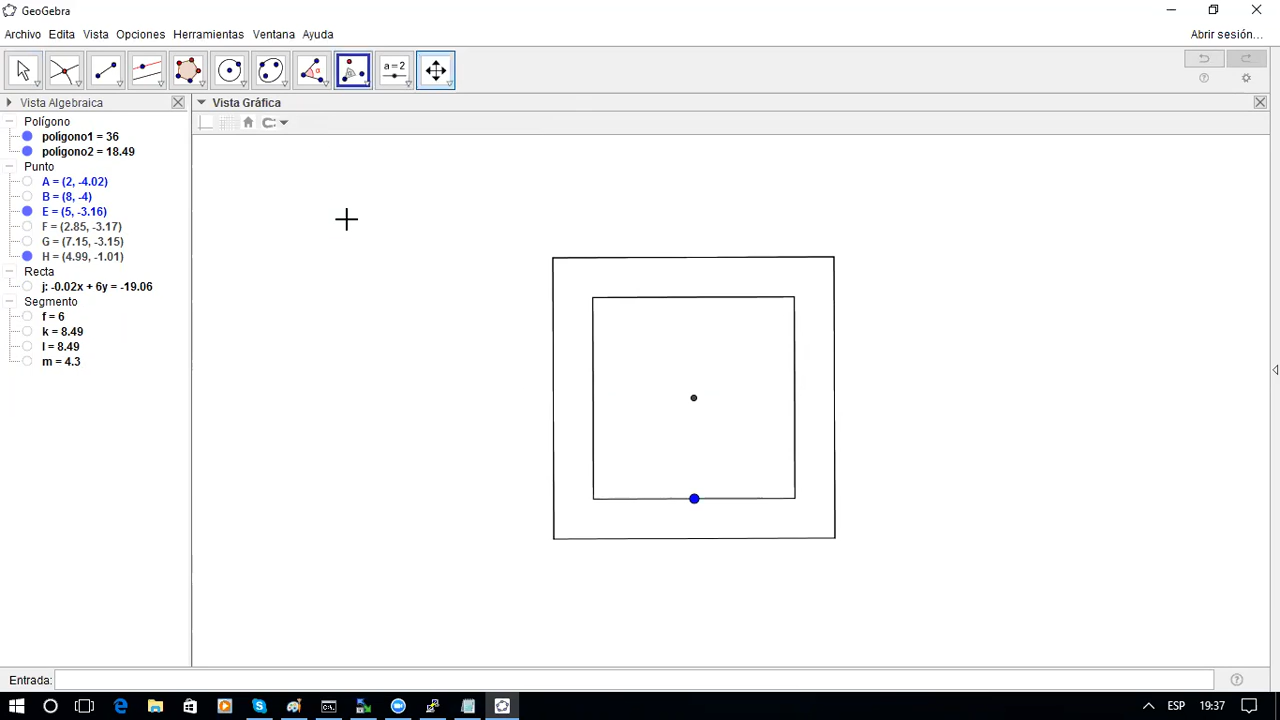 GeoGebra
Archivo Edita Vista Opciones Herramientas Ventana Ayuda
Abrir sesión...
a = 2
Vista Algebraica
Vista Gráfica
Polígono
polígono1 = 36
polígono2 = 18.49
Punto
A = (2, -4.02)
B = (8, -4)
E = (5, -3.16)
F = (2.85, -3.17)
G = (7.15, -3.15)
H = (4.99, -1.01)
Recta
j: -0.02x + 6y = -19.06
Segmento
f = 6
k = 8.49
l = 8.49
m = 4.3
Entrada:
ESP 19:37